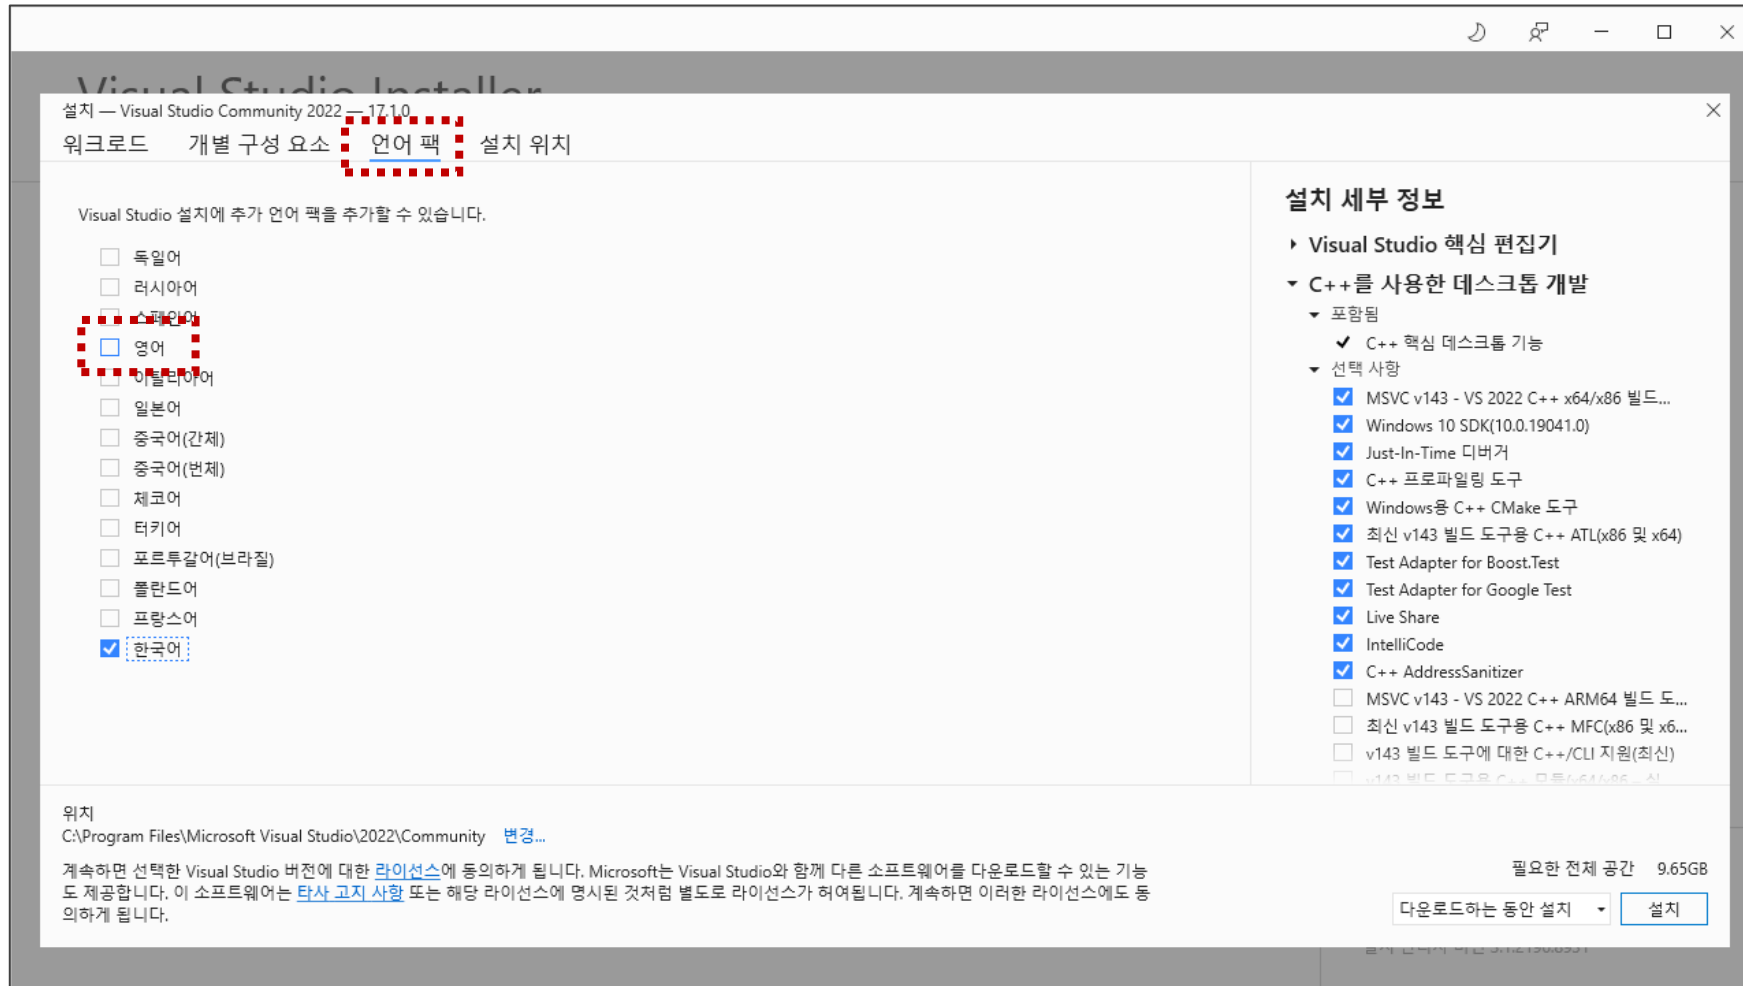 Visual Studio Installer
설치 — Visual Studio Community 2022 — 17.1.0
워크로드 개별 구성 요소 언어 팩 설치 위치
Visual Studio 설치에 추가 언어 팩을 추가할 수 있습니다.
독일어
러시아어
스페인어
영어
이탈리아어
일본어
중국어(간체)
중국어(번체)
체코어
터키어
포르투갈어(브라질)
폴란드어
프랑스어
한국어
설치 세부 정보
Visual Studio 핵심 편집기
C++를 사용한 데스크톱 개발
포함됨
C++ 핵심 데스크톱 기능
선택 사항
MSVC v143 - VS 2022 C++ x64/x86 빌드...
Windows 10 SDK(10.0.19041.0)
Just-In-Time 디버거
C++ 프로파일링 도구
Windows용 C++ CMake 도구
최신 v143 빌드 도구용 C++ ATL(x86 및 x64)
Test Adapter for Boost.Test
Test Adapter for Google Test
Live Share
IntelliCode
C++ AddressSanitizer
MSVC v143 - VS 2022 C++ ARM64 빌드 도...
최신 v143 빌드 도구용 C++ MFC(x86 및 x6...
v143 빌드 도구에 대한 C++/CLI 지원(최신)
v143 빌드 도구용 C++ 모듈(x64/x86 – 실
위치
C:\Program Files\Microsoft Visual Studio\2022\Community 변경...
계속하면 선택한 Visual Studio 버전에 대한 라이선스에 동의하게 됩니다. Microsoft는 Visual Studio와 함께 다른 소프트웨어를 다운로드할 수 있는 기능
도 제공합니다. 이 소프트웨어는 타사 고지 사항 또는 해당 라이선스에 명시된 것처럼 별도로 라이선스가 허여됩니다. 계속하면 이러한 라이선스에도 동
의하게 됩니다.
필요한 전체 공간 9.65GB
다운로드하는 동안 설치 설치